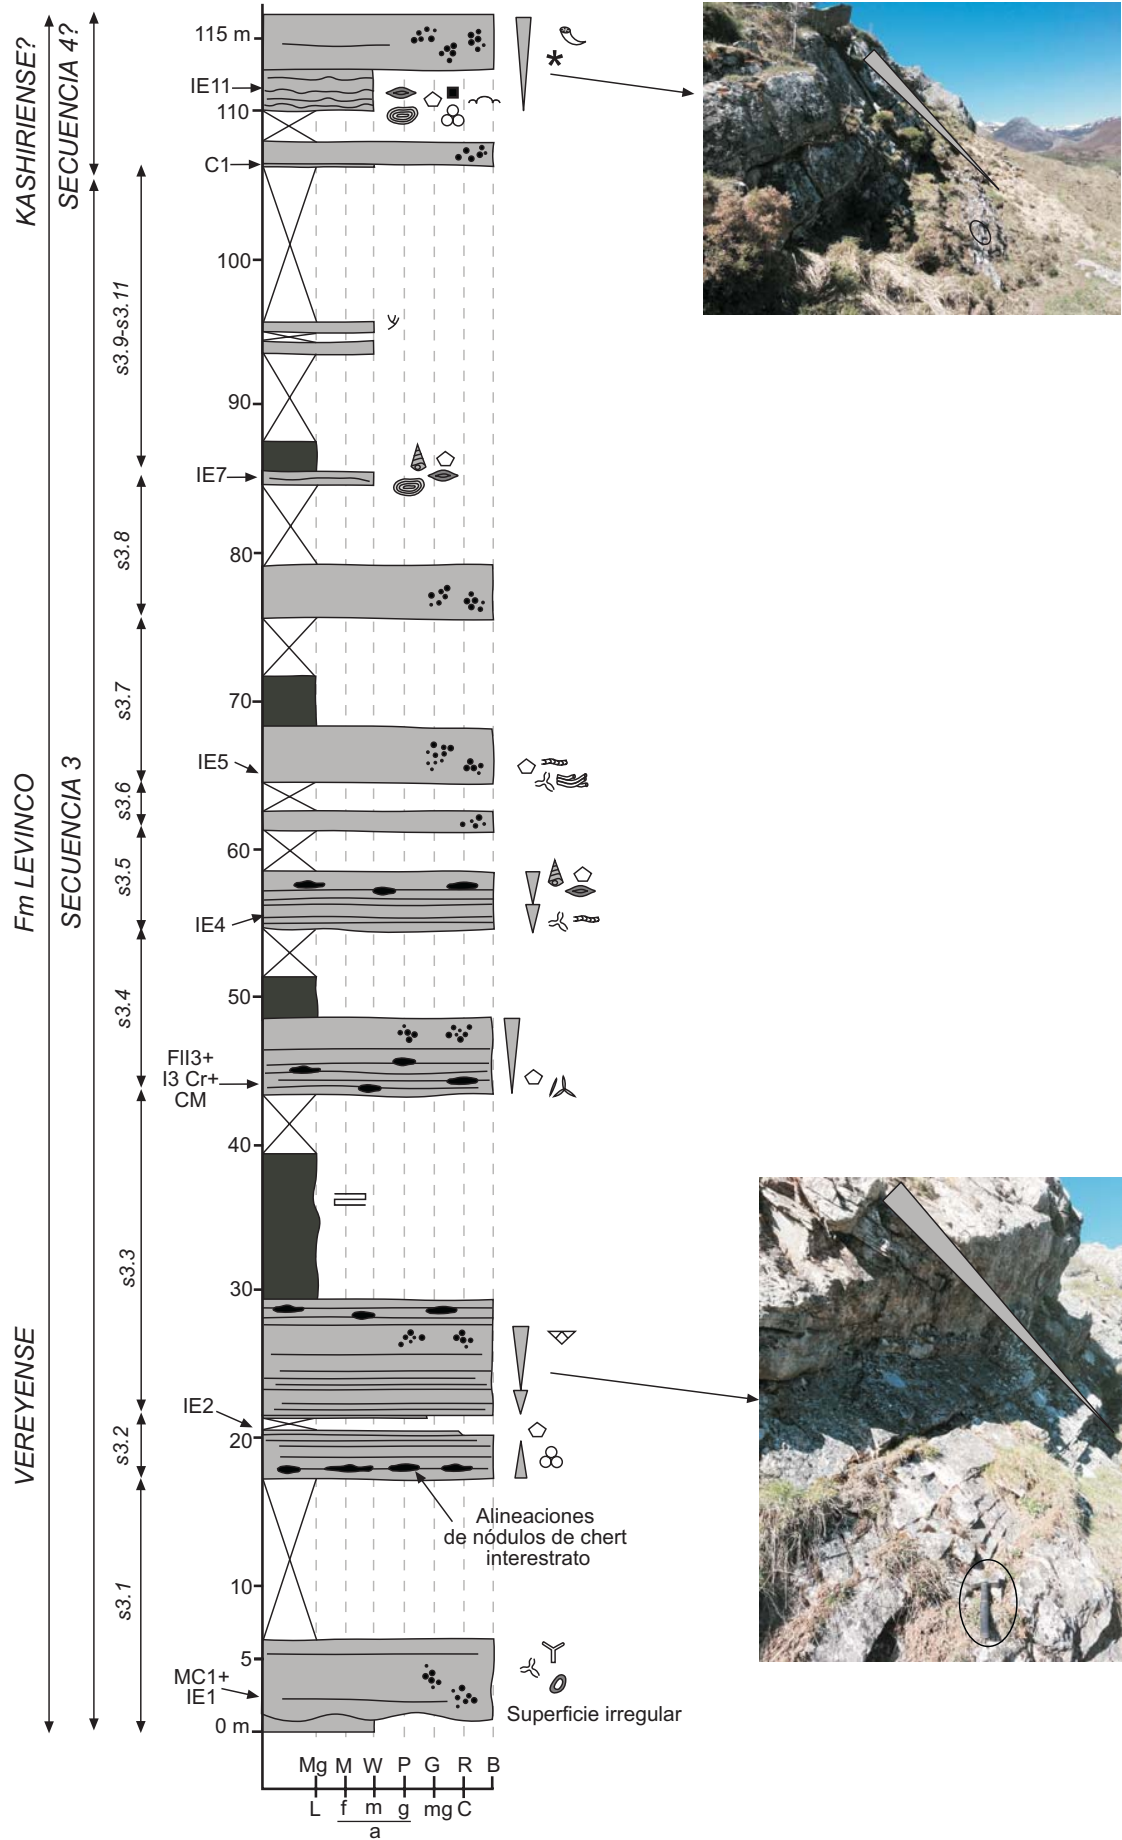 KASHIRIENSE?
SECUENCIA 4?
115 m
IE11
110
C1
100
s3.9-s3.11
90
IE7
80
s3.8
70
s3.7
IE5
s3.6
Fm LEVINCO
SECUENCIA 3
60
s3.5
IE4
50
s3.4
FII3+
I3 Cr+
CM
40
s3.3
30
VEREYENSE
IE2
20
s3.2
Alineaciones
de nódulos de chert
interestrato
10
s3.1
5
MC1+
IE1
Superficie irregular
0 m
Mg M W P G R B
L f m g mg C
a